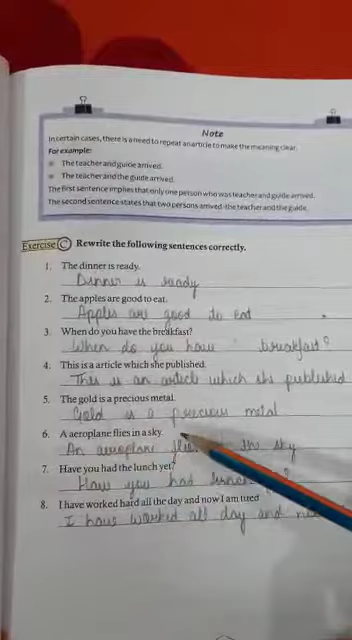 Note
In certain cases, there is a need to repeat an article to make the meaning clear.
For example:
The teacher and guide arrived.
The teacher and the guide arrived.
The first sentence implies that only one person who was teacher and guide arrived.
The second sentence states that two persons arrived-the teacher and the guide.
Exercise C Rewrite the following sentences correctly.
1. The dinner is ready.
Dinner is ready
2. The apples are good to eat.
Apples are good to eat
3. When do you have the breakfast?
When do you have breakfast?
4. This is a article which she published.
This is an article which she published
5. The gold is a precious metal.
Gold is a precious metal
6. A aeroplane flies in a sky.
An aeroplane flies the sky
7. Have you had the lunch yet?
Have you had lunch ?
8. I have worked hard all the day and now I am tired
I have worked all day and